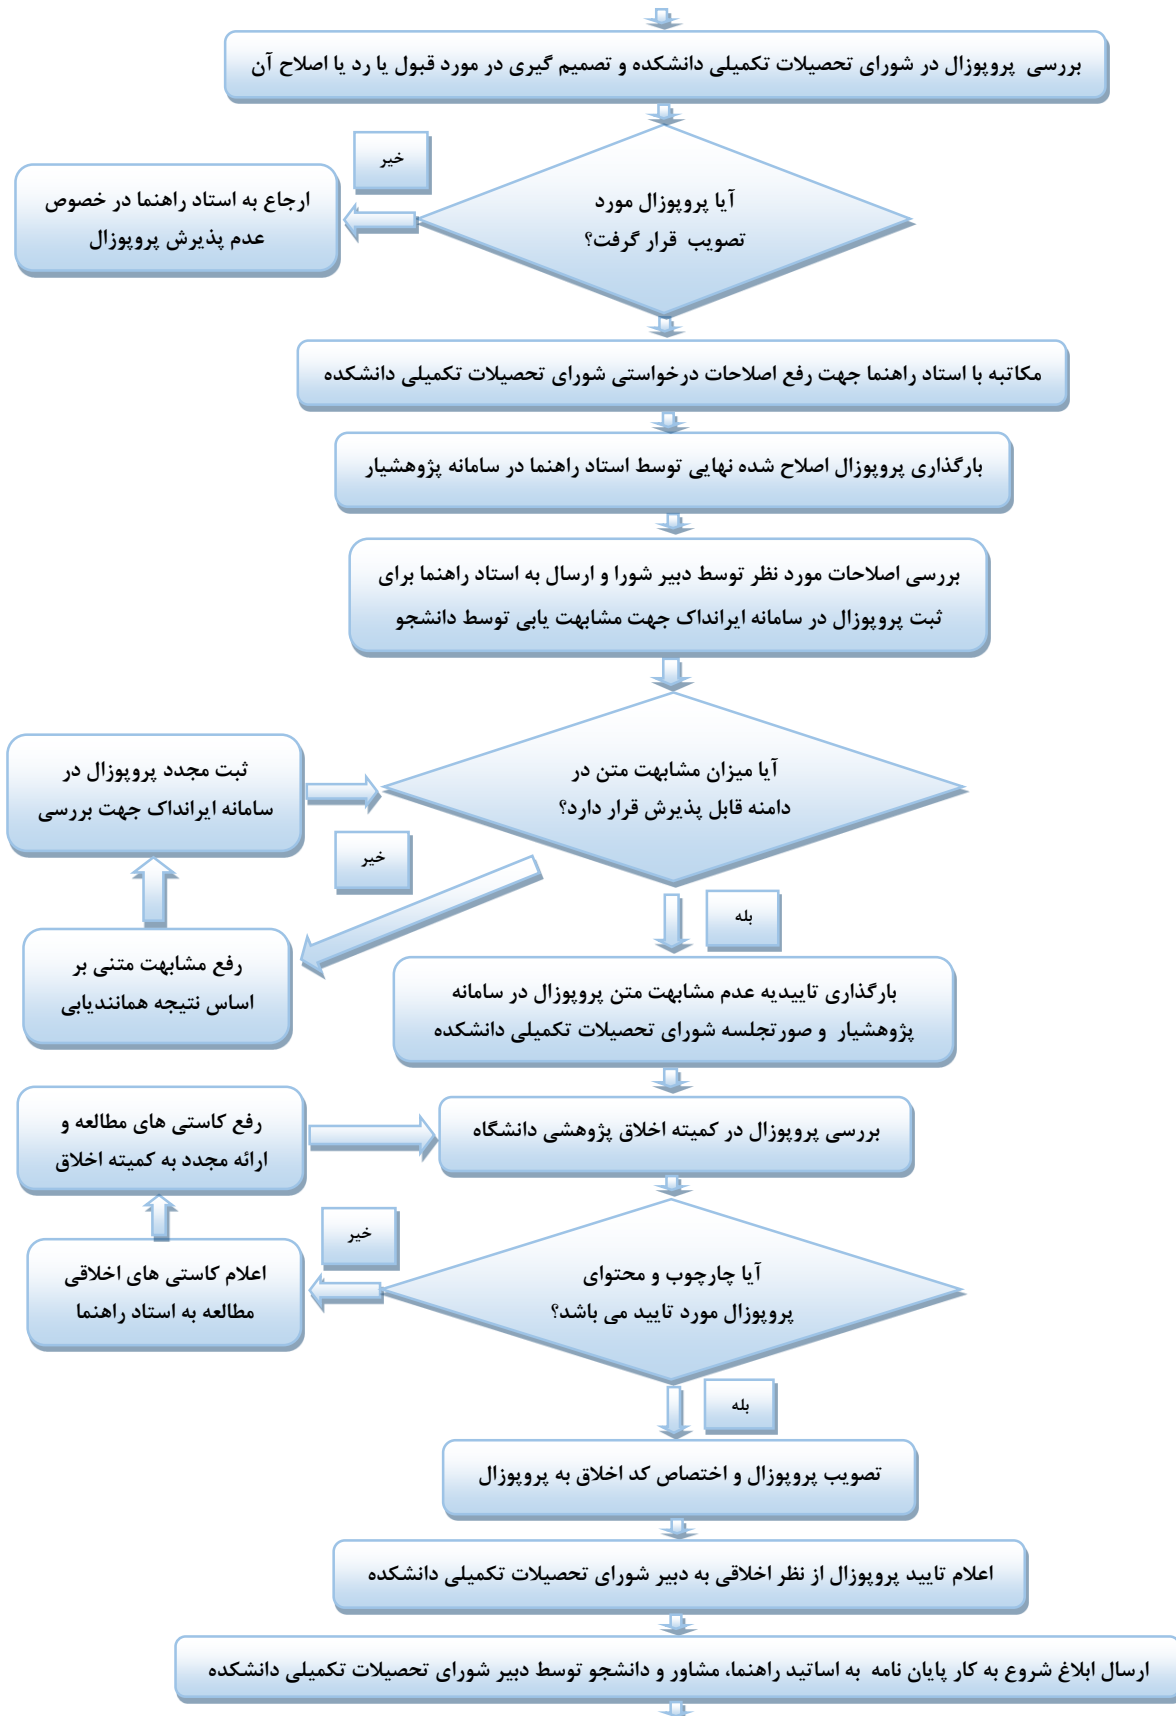 بررسی پروپوزال در شورای تحصیلات تکمیلی دانشکده و تصمیم گیری در مورد قبول یا رد یا اصلاح آن
خیر
آیا پروپوزال مورد
تصویب قرار گرفت؟
ارجاع به استاد راهنما در خصوص
عدم پذیرش پروپوزال
مکاتبه با استاد راهنما جهت رفع اصلاحات درخواستی شورای تحصیلات تکمیلی دانشکده
بارگذاری پروپوزال اصلاح شده نهایی توسط استاد راهنما در سامانه پژوهشیار
بررسی اصلاحات مورد نظر توسط دبیر شورا و ارسال به استاد راهنما برای
ثبت پروپوزال در سامانه ایرانداک جهت مشابهت یابی توسط دانشجو
آیا میزان مشابهت متن در
دامنه قابل پذیرش قرار دارد؟
ثبت مجدد پروپوزال در
سامانه ایرانداک جهت بررسی
خیر
بله
رفع مشابهت متنی بر
اساس نتیجه همانندیابی
بارگذاری تاییدیه عدم مشابهت متن پروپوزال در سامانه
پژوهشیار و صورتجلسه شورای تحصیلات تکمیلی دانشکده
بررسی پروپوزال در کمیته اخلاق پژوهشی دانشگاه
رفع کاستی های مطالعه و
ارائه مجدد به کمیته اخلاق
خیر
آیا چارچوب و محتوای
پروپوزال مورد تایید می باشد؟
اعلام کاستی های اخلاقی
مطالعه به استاد راهنما
بله
تصویب پروپوزال و اختصاص کد اخلاق به پروپوزال
اعلام تایید پروپوزال از نظر اخلاقی به دبیر شورای تحصیلات تکمیلی دانشکده
ارسال ابلاغ شروع به کار پایان نامه به اساتید راهنما، مشاور و دانشجو توسط دبیر شورای تحصیلات تکمیلی دانشکده